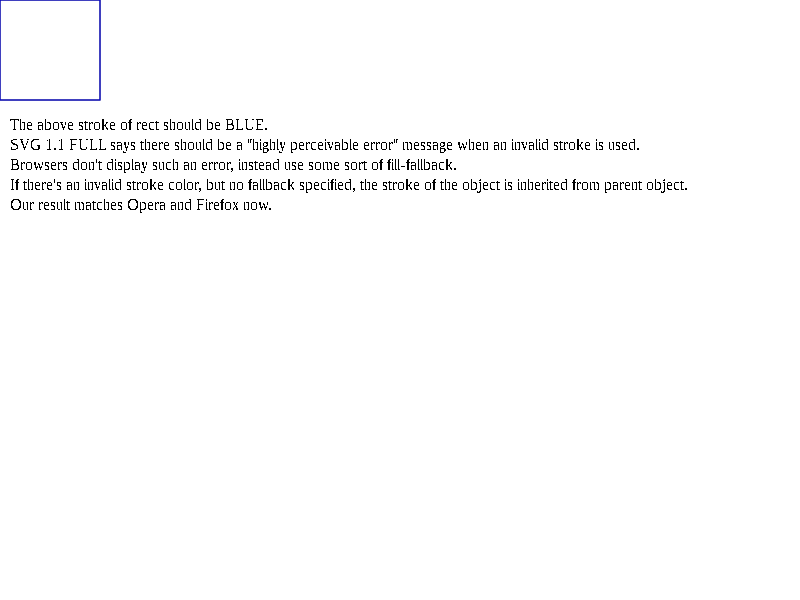 The above stroke of rect should be BLUE.
SVG 1.1 FULL says there should be a "highly perceivable error" message when an invalid stroke is used.
Browsers don't display such an error, instead use some sort of fill-fallback.
If there's an invalid stroke color, but no fallback specified, the stroke of the object is inherited from parent object.
Our result matches Opera and Firefox now.